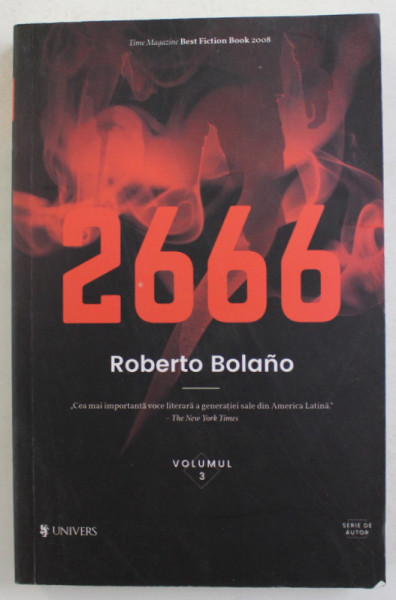 Time Magazine Best Fiction Book 2008
2666
Roberto Bolaño
„Cea mai importantă voce literară a generației sale din America Latină.”
– The New York Times
VOLUMUL
3
UNIVERS
SERIE DE
AUTOR